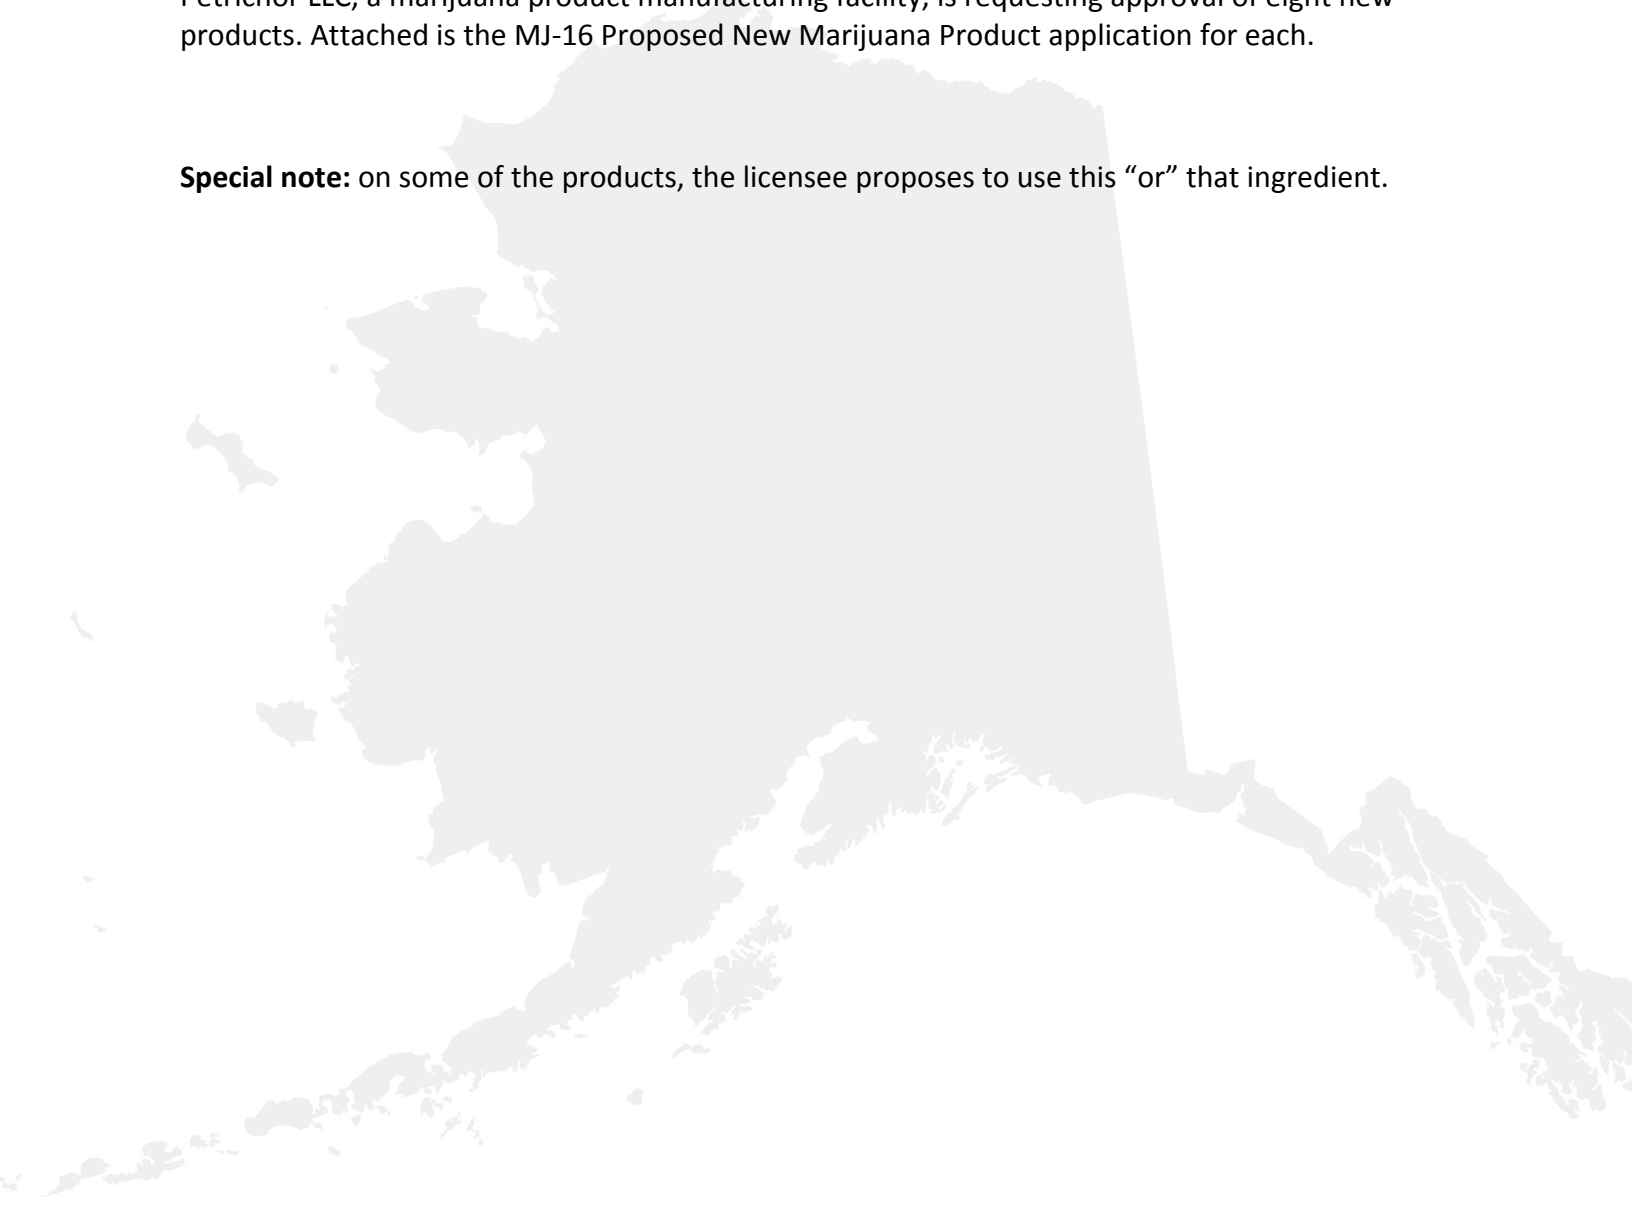 Petrichor LLC, a marijuana product manufacturing facility, is requesting approval of eight new
products. Attached is the MJ-16 Proposed New Marijuana Product application for each.
Special note: on some of the products, the licensee proposes to use this “or” that ingredient.